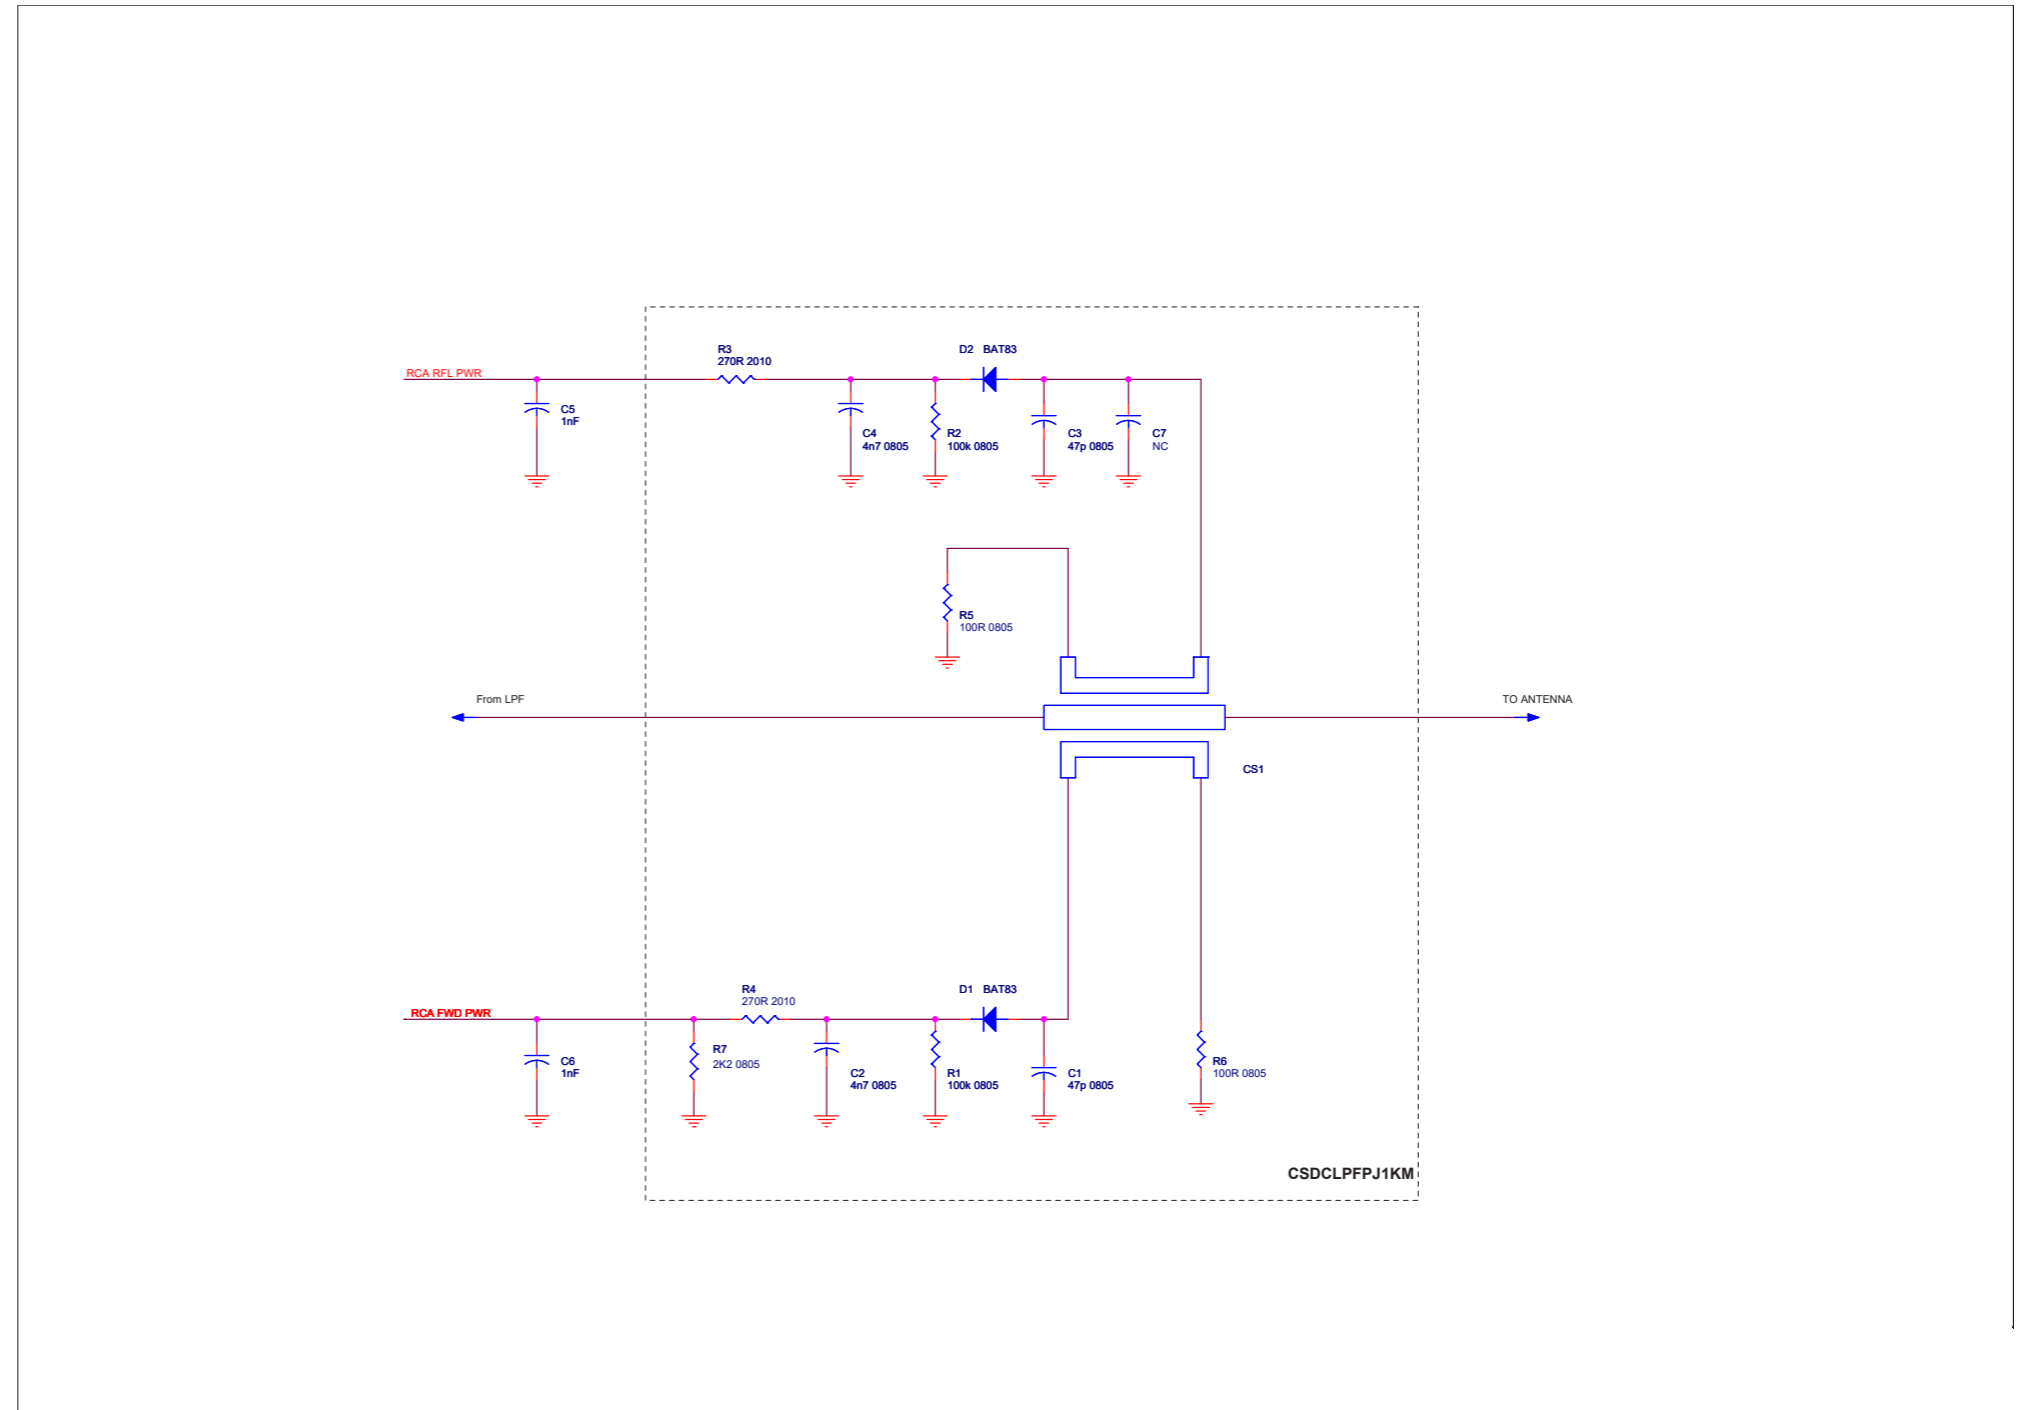 R3
270R 2010
D2 BAT83
RCA RFL PWR
C5
1nF
C4
4n7 0805
R2
100k 0805
C3
47p 0805
C7
NC
R5
100R 0805
From LPF
TO ANTENNA
CS1
R4
270R 2010
D1 BAT83
RCA FWD PWR
C6
1nF
R7
2K2 0805
C2
4n7 0805
R1
100k 0805
C1
47p 0805
R6
100R 0805
CSDCLPFPJ1KM